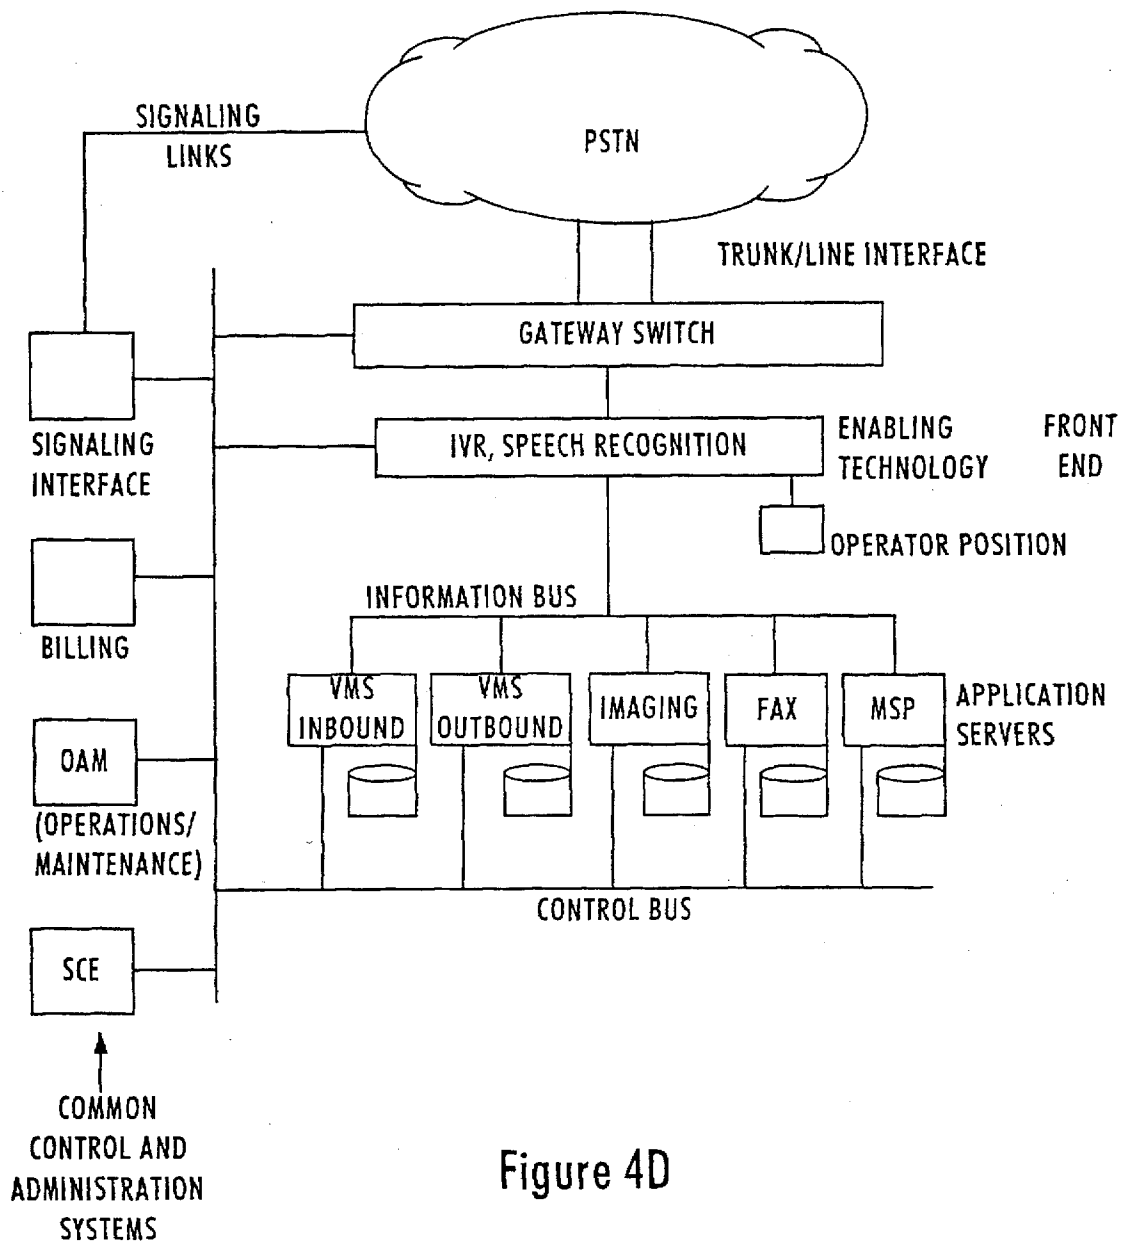 SIGNALING
LINKS
PSTN
TRUNK/LINE INTERFACE
GATEWAY SWITCH
SIGNALING
INTERFACE
IVR, SPEECH RECOGNITION
ENABLING
TECHNOLOGY
FRONT
END
OPERATOR POSITION
BILLING
INFORMATION BUS
VMS
INBOUND
VMS
OUTBOUND
IMAGING
FAX
MSP
APPLICATION
SERVERS
OAM
(OPERATIONS/
MAINTENANCE)
CONTROL BUS
SCE
COMMON
CONTROL AND
ADMINISTRATION
SYSTEMS
Figure 4D